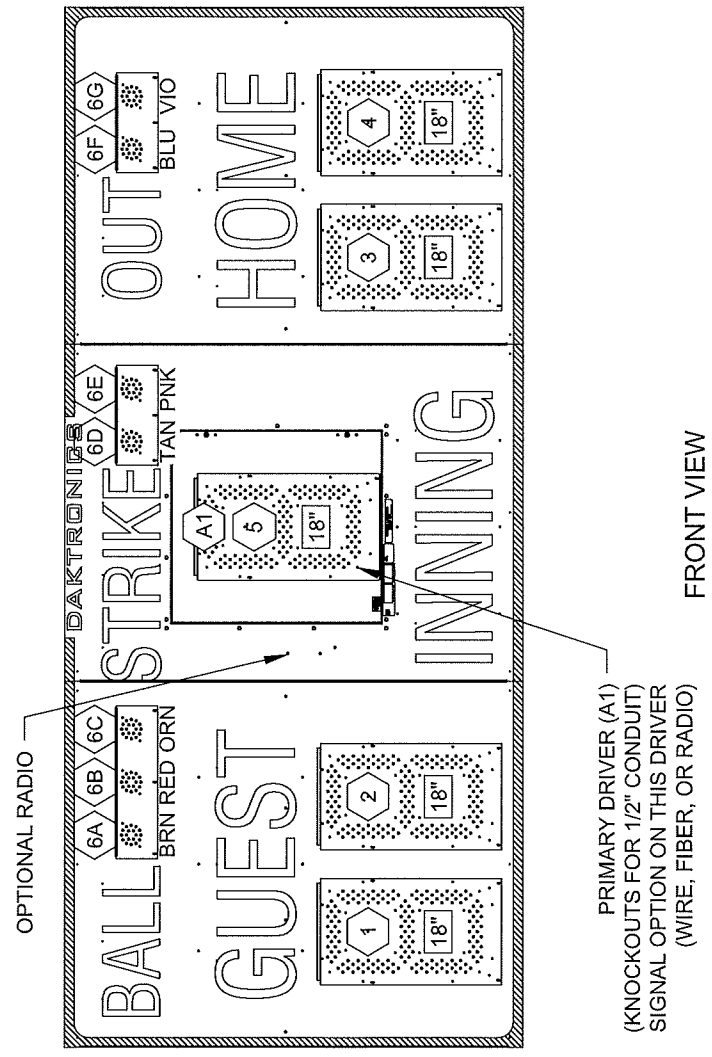 OPTIONAL RADIO
DAKTRONICS
BALL
6A 6B 6C
BRN RED ORN
STRIKE
6D 6E
TAN PNK
OUT
6F 6G
BLU VIO
GUEST
1
18"
2
18"
A1
5
18"
INNING
HOME
3
18"
4
18"
PRIMARY DRIVER (A1)
(KNOCKOUTS FOR 1/2" CONDUIT)
SIGNAL OPTION ON THIS DRIVER
(WIRE, FIBER, OR RADIO)
FRONT VIEW